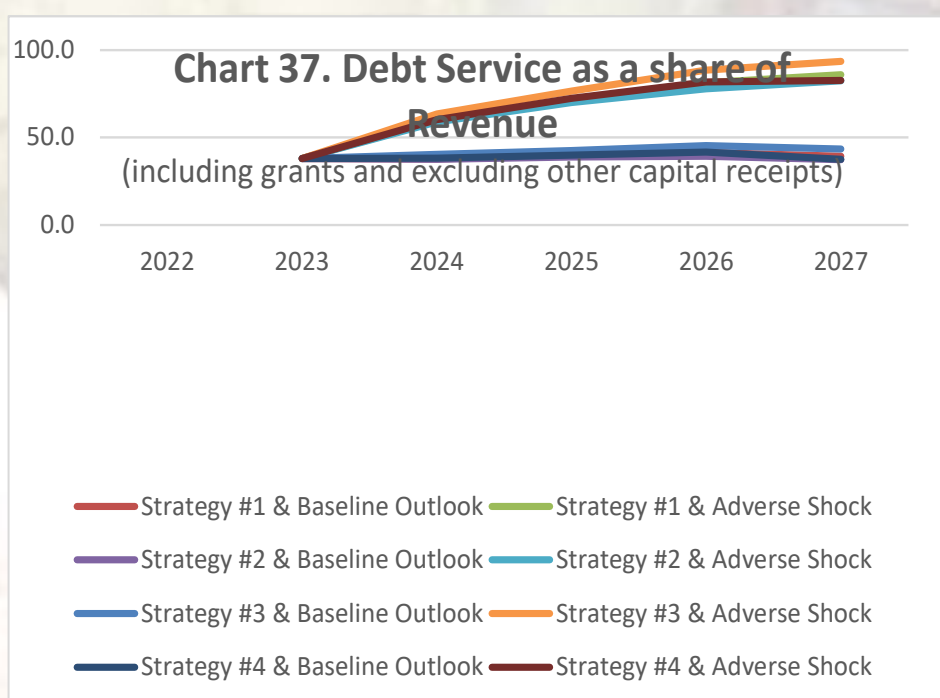 Chart 37. Debt Service as a share of
Revenue
(including grants and excluding other capital receipts)
100.0
50.0
0.0
2022 2023 2024 2025 2026 2027
Strategy #1 & Baseline Outlook Strategy #1 & Adverse Shock
Strategy #2 & Baseline Outlook Strategy #2 & Adverse Shock
Strategy #3 & Baseline Outlook Strategy #3 & Adverse Shock
Strategy #4 & Baseline Outlook Strategy #4 & Adverse Shock